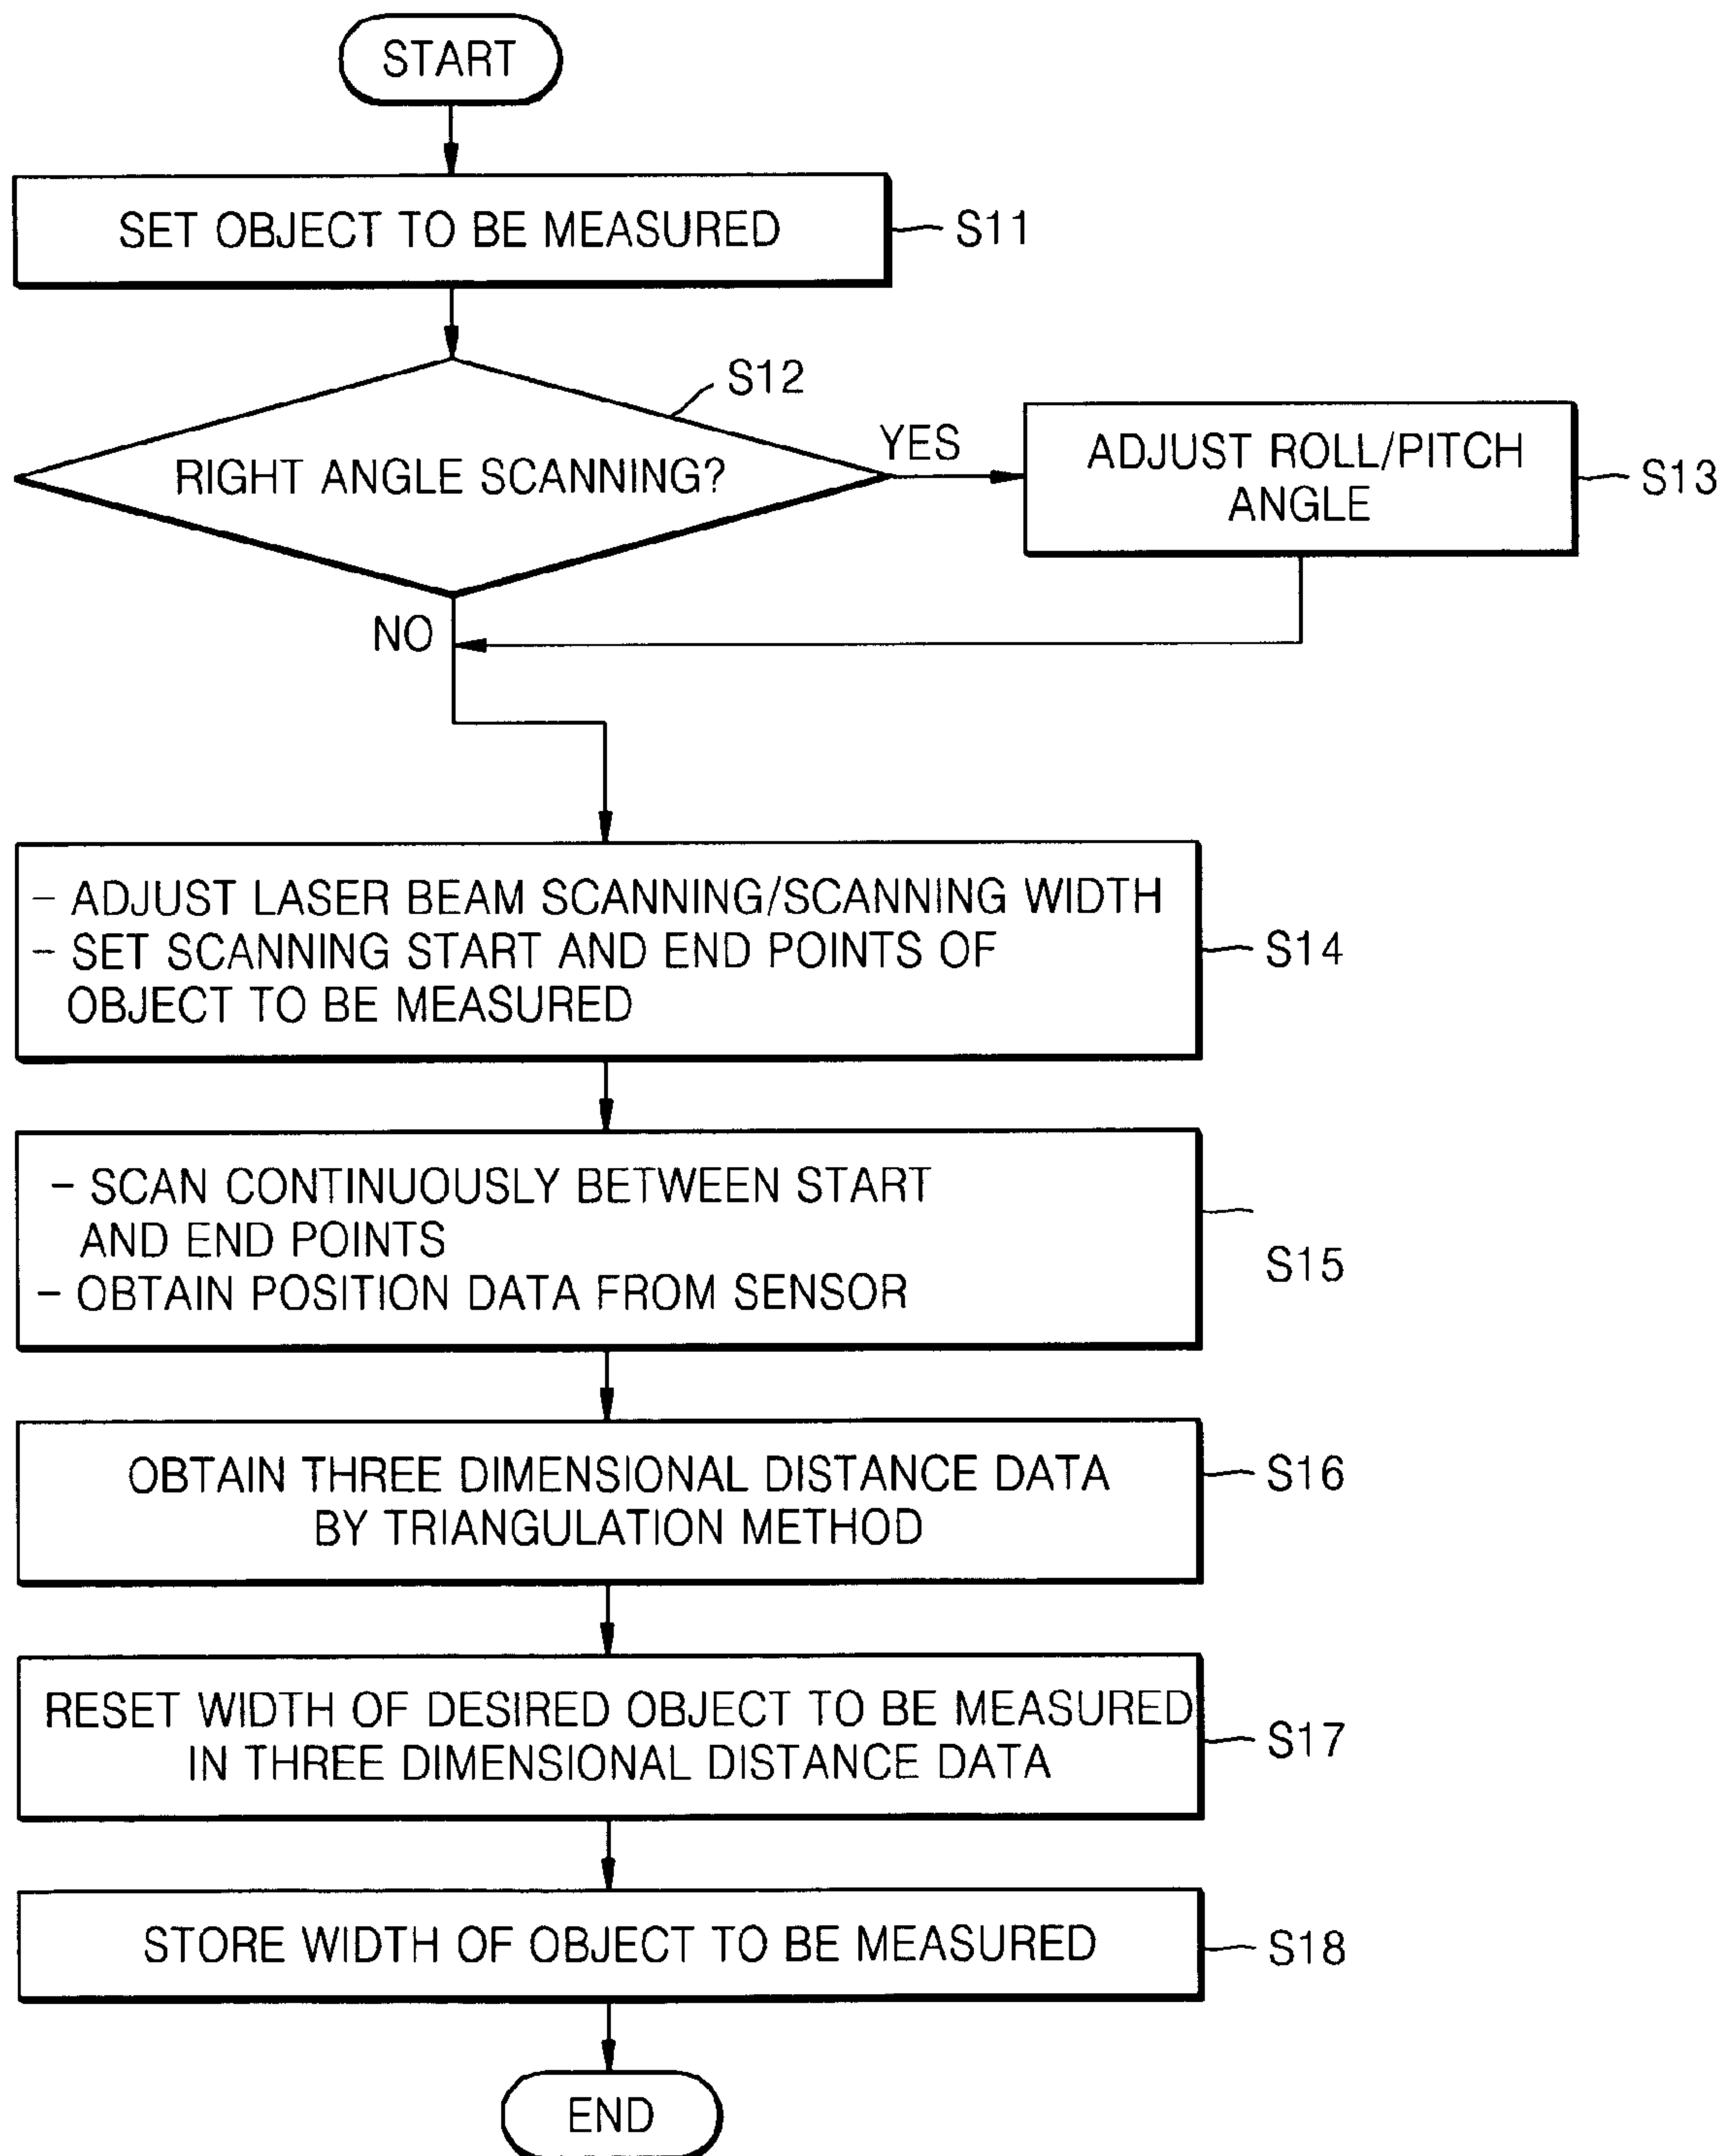 START
SET OBJECT TO BE MEASURED
S11
S12
RIGHT ANGLE SCANNING?
YES
ADJUST ROLL/PITCH
ANGLE
S13
NO
- ADJUST LASER BEAM SCANNING/SCANNING WIDTH
- SET SCANNING START AND END POINTS OF
OBJECT TO BE MEASURED
S14
- SCAN CONTINUOUSLY BETWEEN START
AND END POINTS
- OBTAIN POSITION DATA FROM SENSOR
S15
OBTAIN THREE DIMENSIONAL DISTANCE DATA
BY TRIANGULATION METHOD
S16
RESET WIDTH OF DESIRED OBJECT TO BE MEASURED
IN THREE DIMENSIONAL DISTANCE DATA
S17
STORE WIDTH OF OBJECT TO BE MEASURED
S18
END